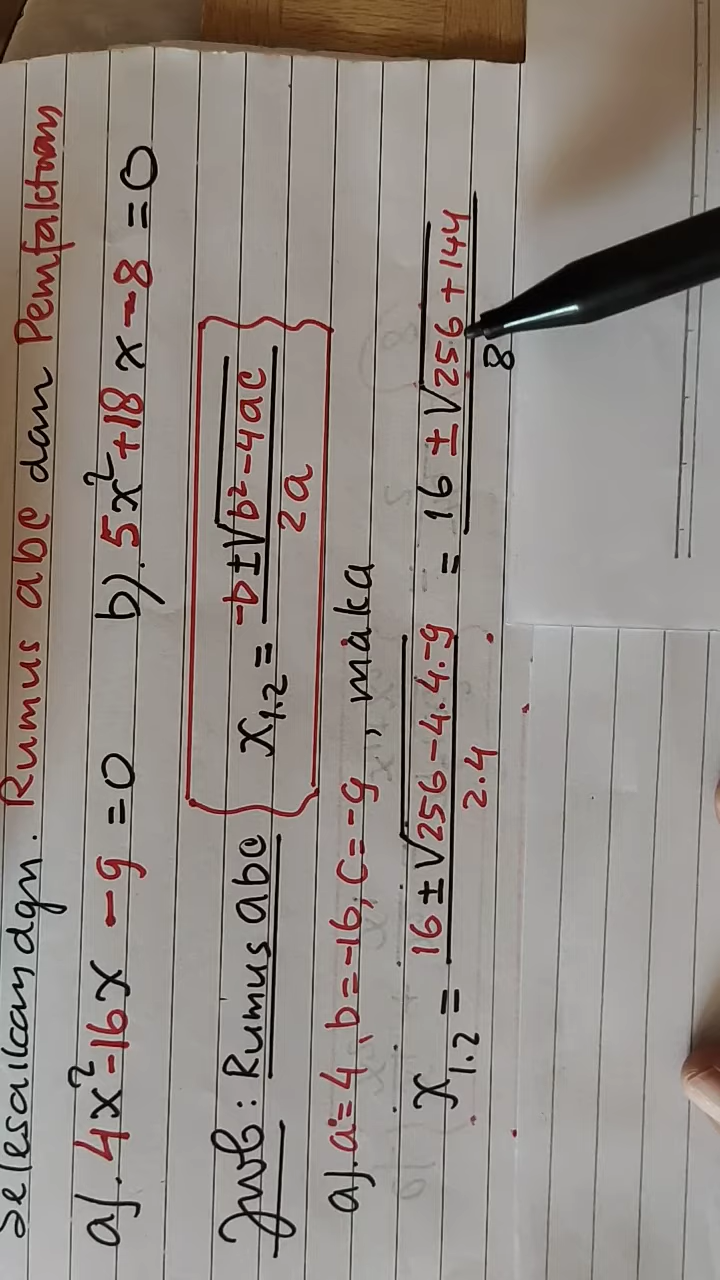 Selesaikan dgn. Rumus abc dan Pemfaktoran
a). 4x²-16x -9 =0 b). 5x²+18x-8=0
Jwb: Rumus abc x₁.₂ = -b±√b²-4ac / 2a
a). a=4, b=-16, c=-9, maka
x₁.₂ = 16±√256-4.4.-9 / 2.4 = 16±√256+144 / 8